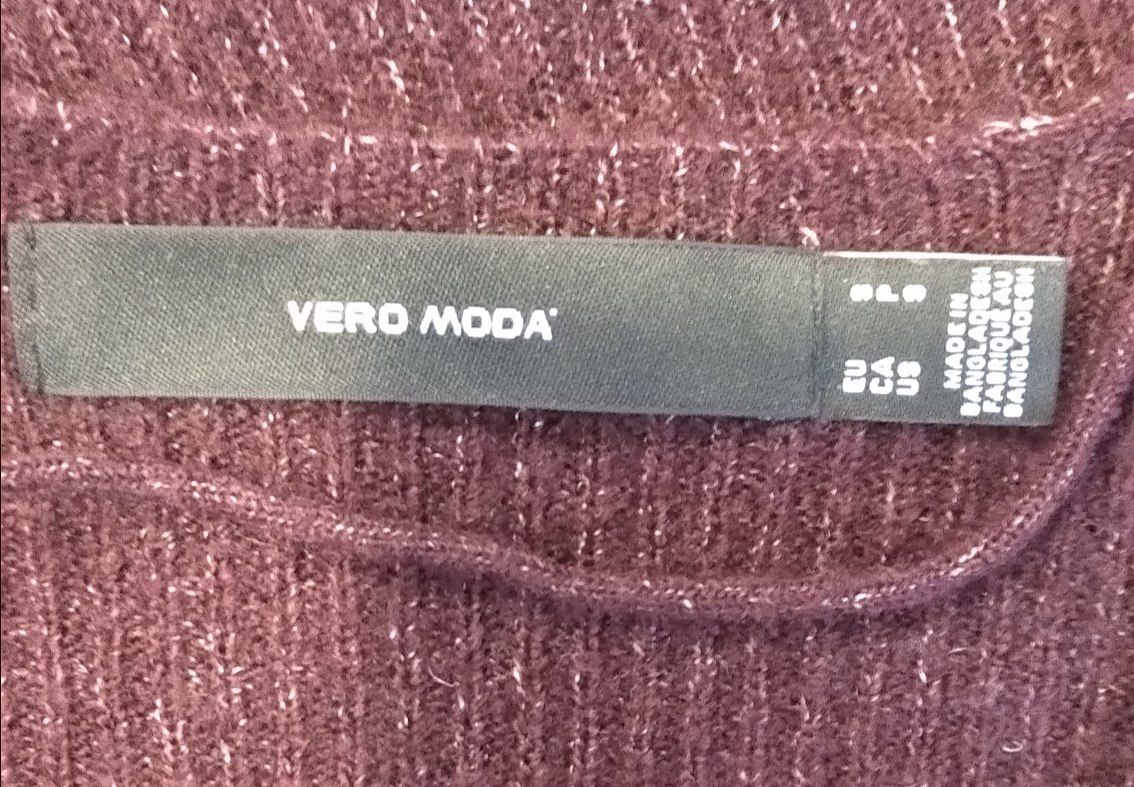 VERO MODA
EU S
CA P
US S
MADE IN
BANGLADESH
FABRIQUÉ AU
BANGLADESH